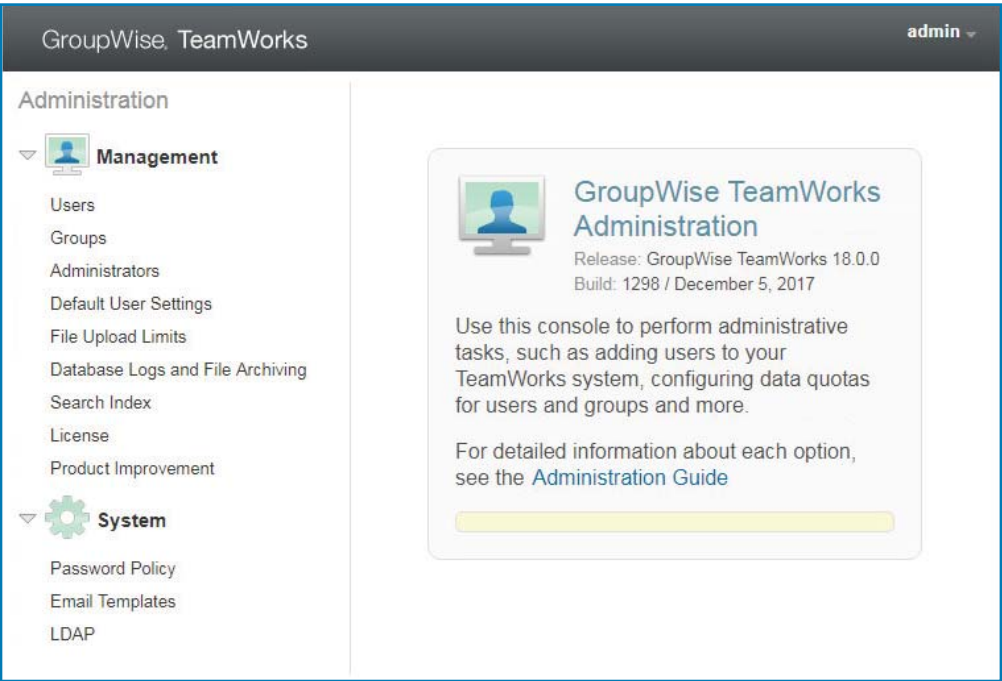 GroupWise. TeamWorks
admin
Administration
Management
Users
Groups
Administrators
Default User Settings
File Upload Limits
Database Logs and File Archiving
Search Index
License
Product Improvement
System
Password Policy
Email Templates
LDAP
GroupWise TeamWorks
Administration
Release: GroupWise TeamWorks 18.0.0
Build: 1298 / December 5, 2017
Use this console to perform administrative
tasks, such as adding users to your
TeamWorks system, configuring data quotas
for users and groups and more.
For detailed information about each option,
see the Administration Guide